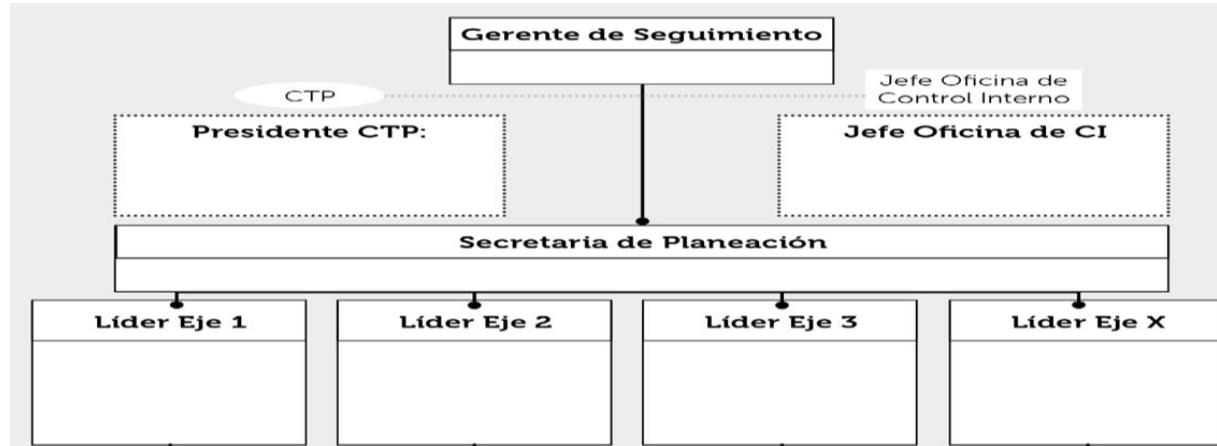 Gerente de Seguimiento
CTP
Jefe Oficina de
Control Interno
Presidente CTP:
Jefe Oficina de CI
Secretaria de Planeación
Líder Eje 1
Líder Eje 2
Líder Eje 3
Líder Eje X